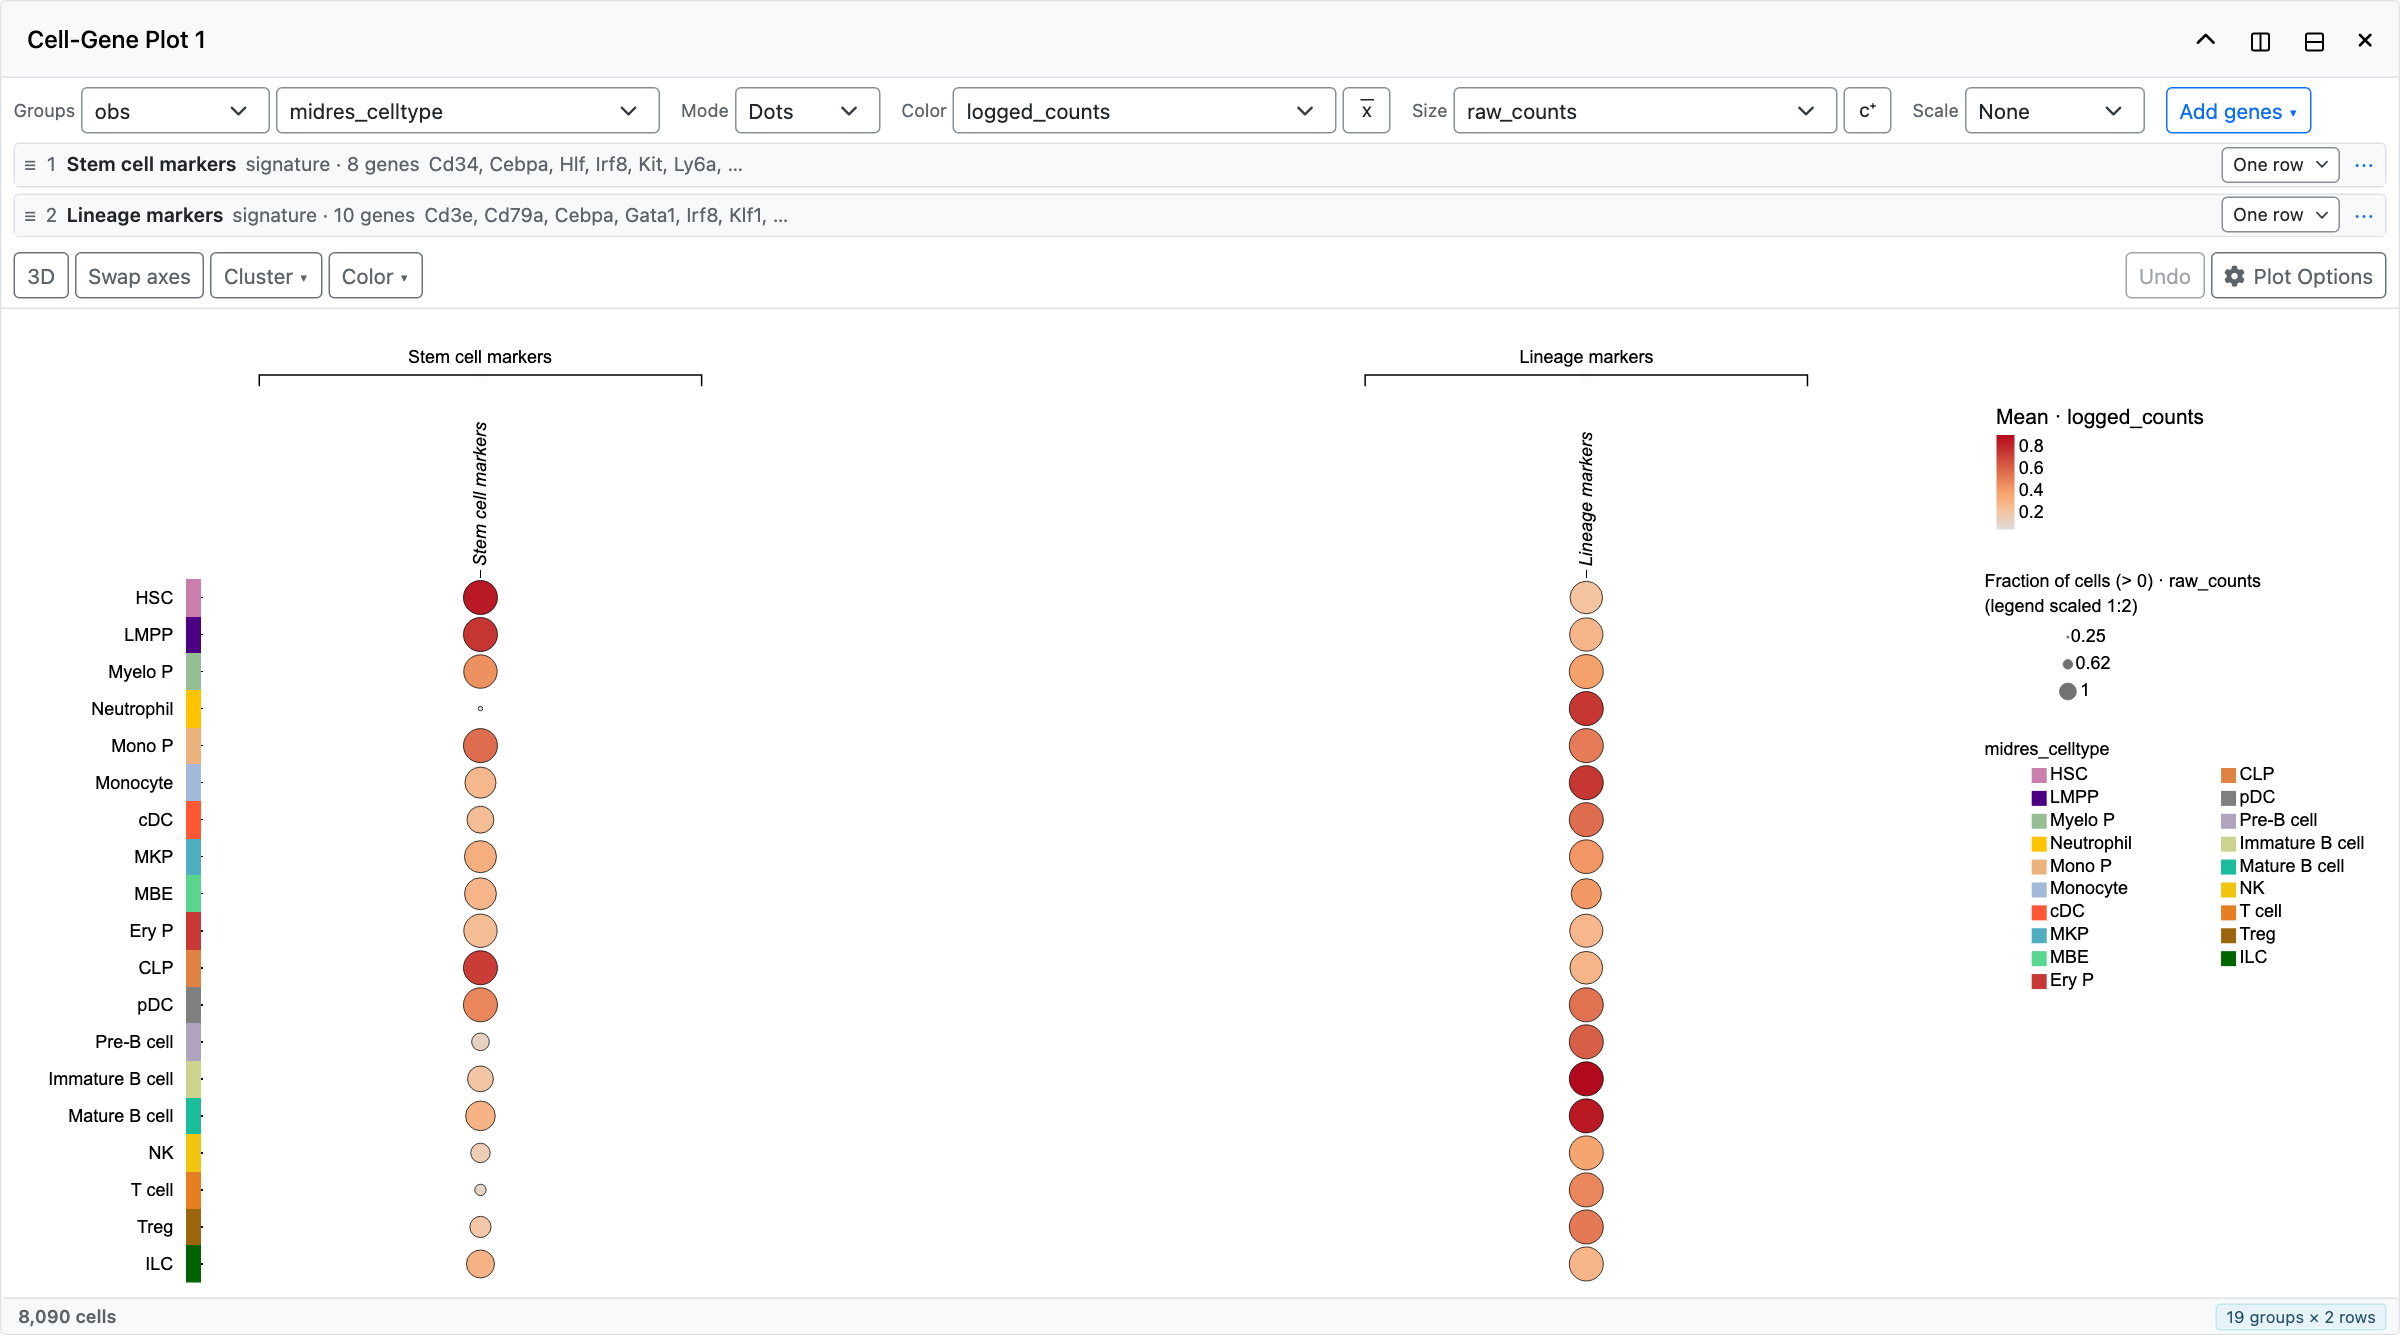 Cell-Gene Plot 1
Groups obs midres_celltype Mode Dots Color logged_counts x̅ Size raw_counts c⁺ Scale None Add genes ▾
≡ 1 Stem cell markers signature · 8 genes Cd34, Cebpa, Hlf, Irf8, Kit, Ly6a, ... One row ...
≡ 2 Lineage markers signature · 10 genes Cd3e, Cd79a, Cebpa, Gata1, Irf8, Klf1, ... One row ...
3D Swap axes Cluster ▾ Color ▾ Undo Plot Options
Stem cell markers
Lineage markers
Stem cell markers
Lineage markers
HSC
LMPP
Myelo P
Neutrophil
Mono P
Monocyte
cDC
MKP
MBE
Ery P
CLP
pDC
Pre-B cell
Immature B cell
Mature B cell
NK
T cell
Treg
ILC
Mean · logged_counts
0.8
0.6
0.4
0.2
Fraction of cells (> 0) · raw_counts
(legend scaled 1:2)
0.25
0.62
1
midres_celltype
HSC
LMPP
Myelo P
Neutrophil
Mono P
Monocyte
cDC
MKP
MBE
Ery P
CLP
pDC
Pre-B cell
Immature B cell
Mature B cell
NK
T cell
Treg
ILC
8,090 cells
19 groups × 2 rows